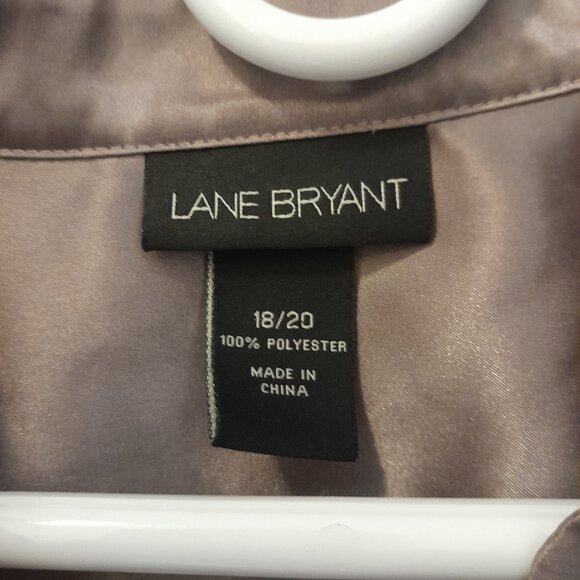 LANE BRYANT
18/20
100% POLYESTER
MADE IN
CHINA